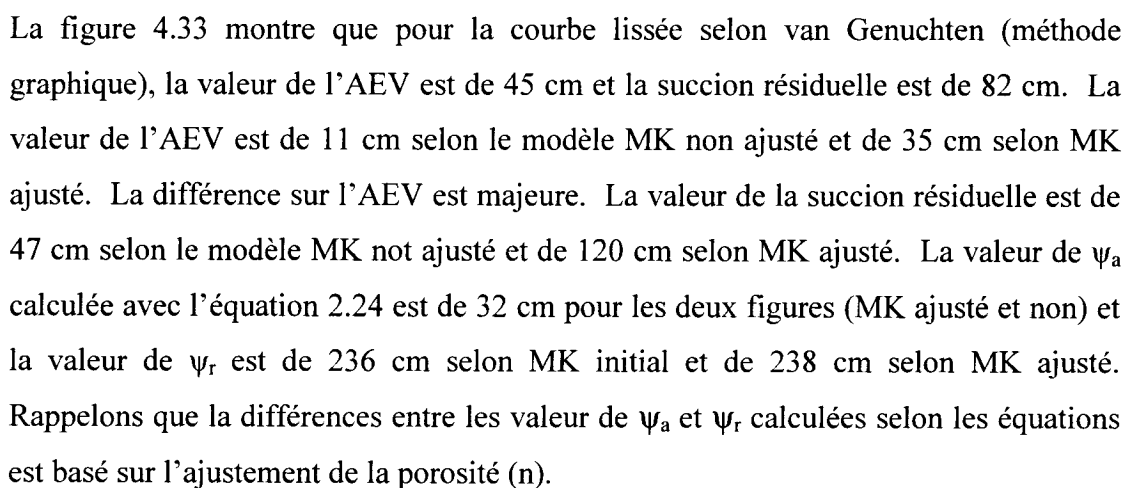 La figure 4.33 montre que pour la courbe lissée selon van Genuchten (méthode
graphique), la valeur de l'AEV est de 45 cm et la succion résiduelle est de 82 cm. La
valeur de l'AEV est de 11 cm selon le modèle MK non ajusté et de 35 cm selon MK
ajusté. La différence sur l'AEV est majeure. La valeur de la succion résiduelle est de
47 cm selon le modèle MK not ajusté et de 120 cm selon MK ajusté. La valeur de ψa
calculée avec l'équation 2.24 est de 32 cm pour les deux figures (MK ajusté et non) et
la valeur de ψr est de 236 cm selon MK initial et de 238 cm selon MK ajusté.
Rappelons que la différences entre les valeur de ψa et ψr calculées selon les équations
est basé sur l'ajustement de la porosité (n).